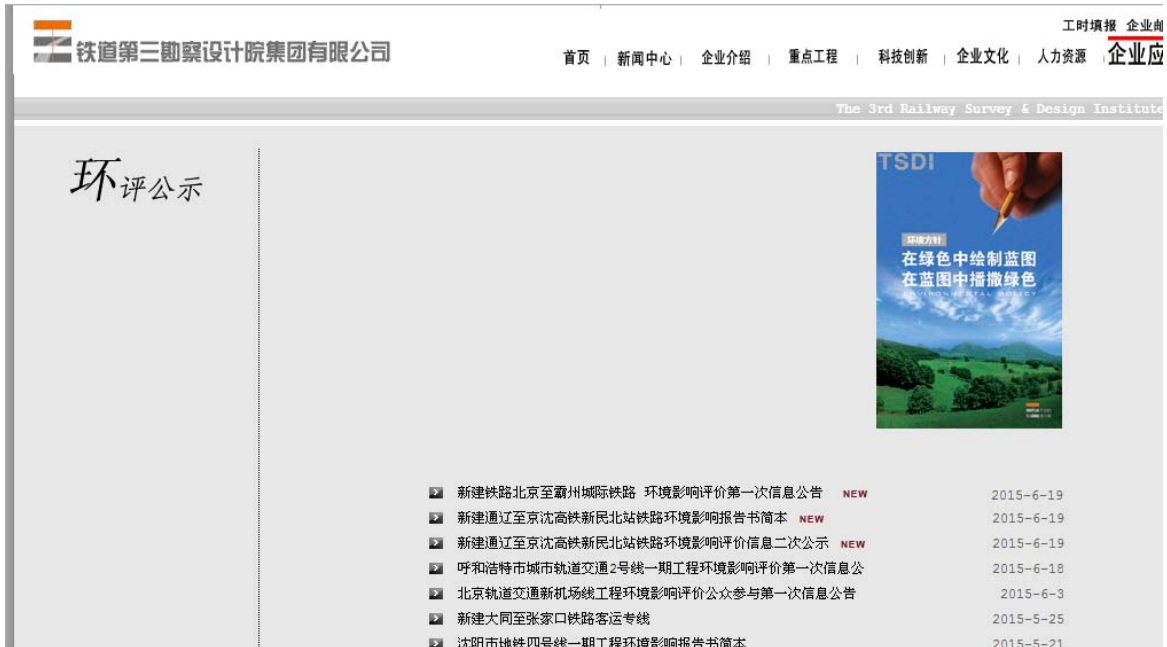 工时填报 企业邮
铁道第三勘察设计院集团有限公司
首页 新闻中心 企业介绍 重点工程 科技创新 企业文化 人力资源 企业应
The 3rd Railway Survey & Design Institute
环评公示
TSDI
环境方针
在绿色中绘制蓝图
在蓝图中播撒绿色
ENVIRONMENTAL POLICY
新建铁路北京至霸州城际铁路 环境影响评价第一次信息公告 NEW 2015-6-19
新建通辽至京沈高铁新民北站铁路环境影响报告书简本 NEW 2015-6-19
新建通辽至京沈高铁新民北站铁路环境影响评价信息二次公示 NEW 2015-6-19
呼和浩特市城市轨道交通2号线一期工程环境影响评价第一次信息公 2015-6-18
北京轨道交通新机场线工程环境影响评价公众参与第一次信息公告 2015-6-3
新建大同至张家口铁路客运专线 2015-5-25
沈阳市地铁四号线一期工程环境影响报告书简本 2015-5-21